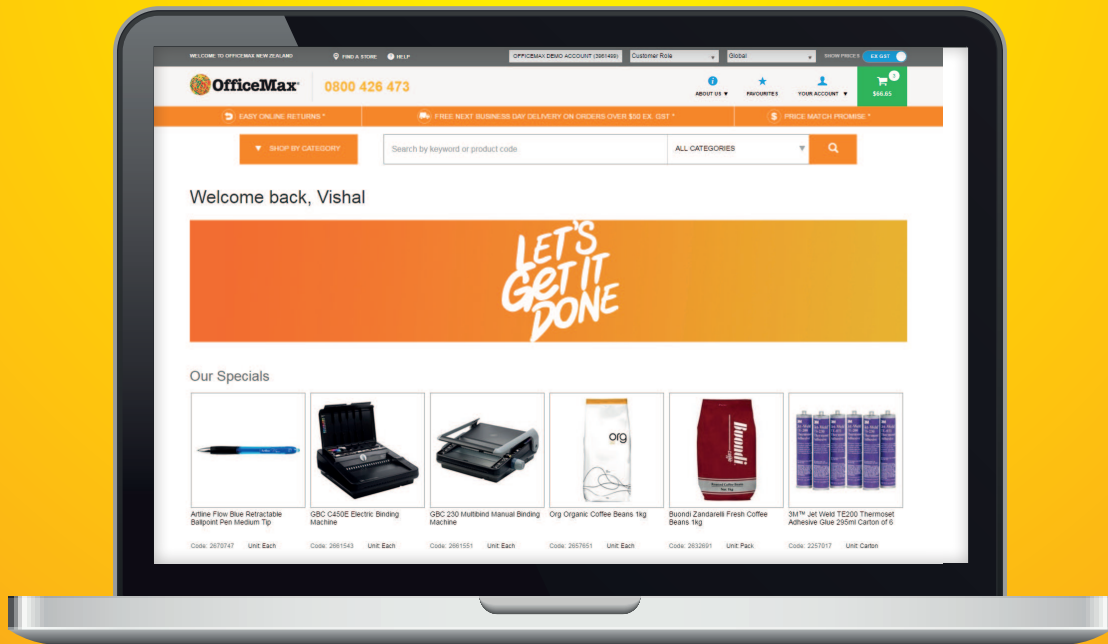 WELCOME TO OFFICEMAX NEW ZEALAND FIND A STORE HELP OFFICEMAX DEMO ACCOUNT (3951499) Customer Role Global SHOW PRICES EX GST
OfficeMax 0800 426 473 ABOUT US FAVOURITES YOUR ACCOUNT 1 $66.65
EASY ONLINE RETURNS * FREE NEXT BUSINESS DAY DELIVERY ON ORDERS OVER $50 EX. GST * PRICE MATCH PROMISE *
SHOP BY CATEGORY Search by keyword or product code ALL CATEGORIES
Welcome back, Vishal
LET'S
GET IT
DONE
Our Specials
org
Buondi
Artline Flow Blue Retractable
Ballpoint Pen Medium Tip
GBC C450E Electric Binding
Machine
GBC 230 Multibind Manual Binding
Machine
Org Organic Coffee Beans 1kg
Buondi Zandarelli Fresh Coffee
Beans 1kg
3M™ Jet Weld TE200 Thermoset
Adhesive Glue 295ml Carton of 6
Code: 2670747 Unit: Each
Code: 2661543 Unit: Each
Code: 2661551 Unit: Each
Code: 2657651 Unit: Each
Code: 2632691 Unit: Pack
Code: 2257017 Unit: Carton